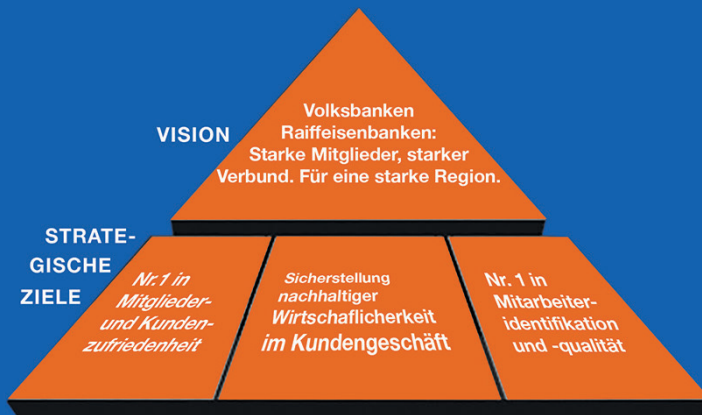 VISION
Volksbanken
Raiffeisenbanken:
Starke Mitglieder, starker
Verbund. Für eine starke Region.
STRATE-
GISCHE
ZIELE
Nr.1 in
Mitglieder-
und Kunden-
zufriedenheit
Sicherstellung
nachhaltiger
Wirtschaflicherkeit
im Kundengeschäft
Nr. 1 in
Mitarbeiter-
identifikation
und -qualität